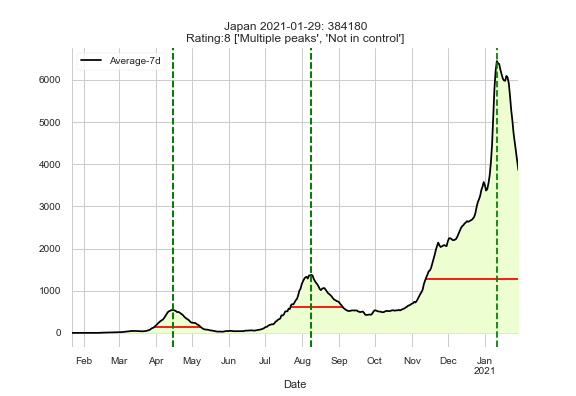 Japan 2021-01-29: 384180
Rating:8 ['Multiple peaks', 'Not in control']
Average-7d
6000
5000
4000
3000
2000
1000
0
Feb Mar Apr May Jun Jul Aug Sep Oct Nov Dec Jan
2021
Date